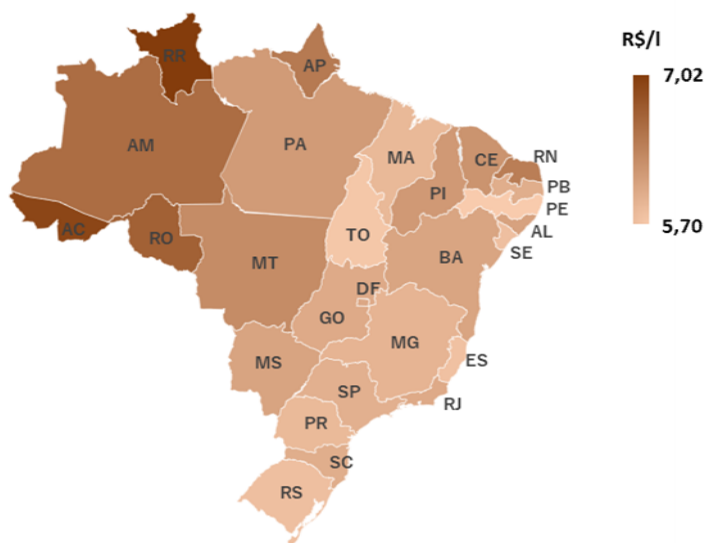 R$/l
7,02
5,70
RR
AP
AM
PA
MA
CE
RN
PB
PI
PE
AC
RO
TO
AL
SE
MT
BA
DF
GO
MG
MS
ES
SP
RJ
PR
SC
RS